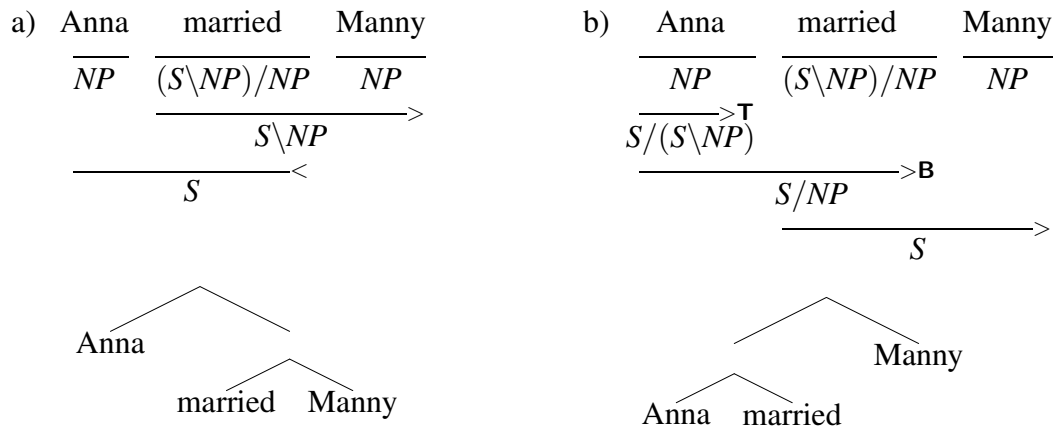 a) Anna married Manny
NP (S\NP)/NP NP
>
S\NP
<
S
Anna
married Manny
b) Anna married Manny
NP (S\NP)/NP NP
>T
S/(S\NP)
>B
S/NP
>
S
Manny
Anna married